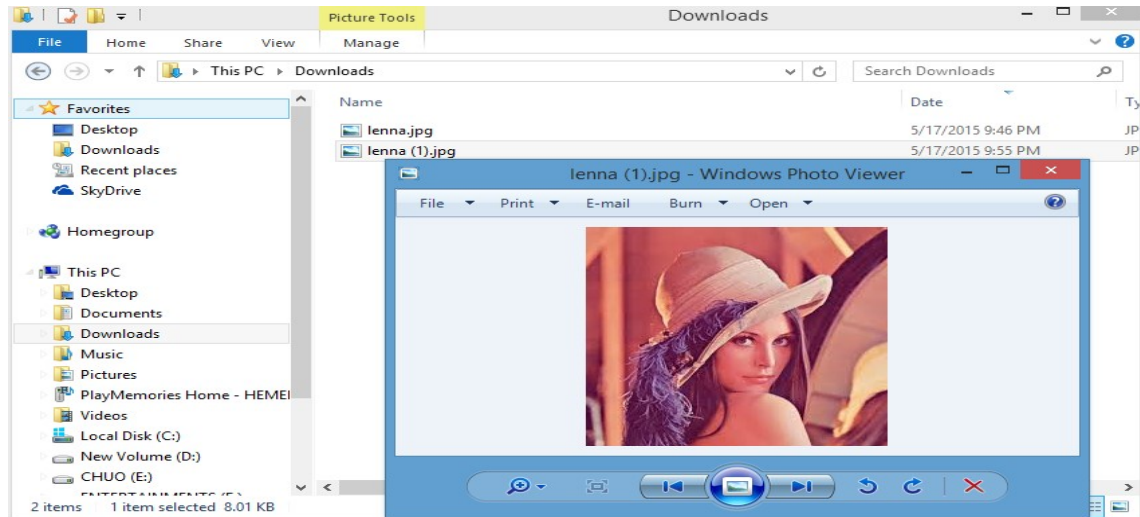 Picture Tools Downloads
File Home Share View Manage
This PC Downloads Search Downloads
Favorites
Desktop
Downloads
Recent places
SkyDrive
Homegroup
This PC
Desktop
Documents
Downloads
Music
Pictures
PlayMemories Home - HEMEI
Videos
Local Disk (C:)
New Volume (D:)
CHUO (E:)
Name Date Ty
lenna.jpg 5/17/2015 9:46 PM JP
lenna (1).jpg 5/17/2015 9:55 PM JP
lenna (1).jpg - Windows Photo Viewer
File Print E-mail Burn Open
2 items 1 item selected 8.01 KB